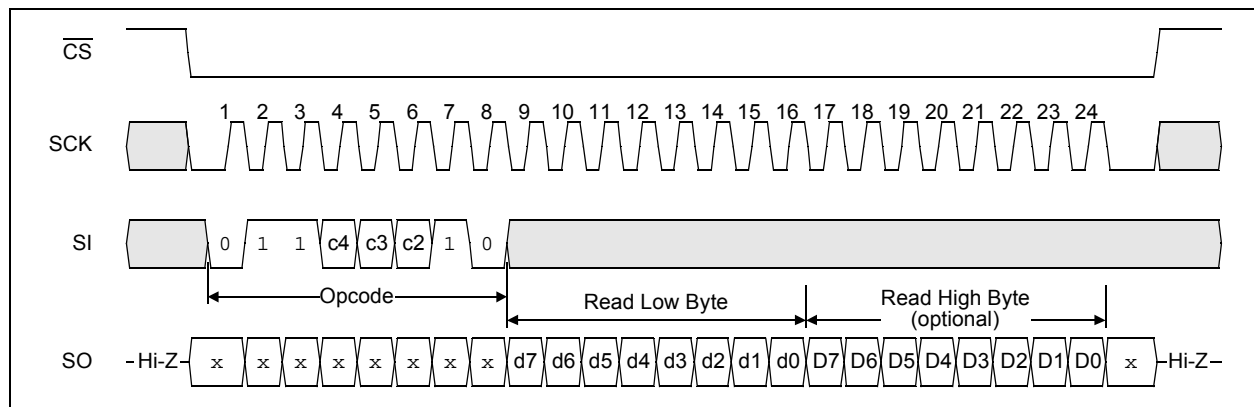 CS
1 2 3 4 5 6 7 8 9 10 11 12 13 14 15 16 17 18 19 20 21 22 23 24
SCK
SI 0 1 1 c4 c3 c2 1 0
Opcode Read Low Byte Read High Byte
(optional)
SO Hi-Z x x x x x x x x d7 d6 d5 d4 d3 d2 d1 d0 D7 D6 D5 D4 D3 D2 D1 D0 x Hi-Z